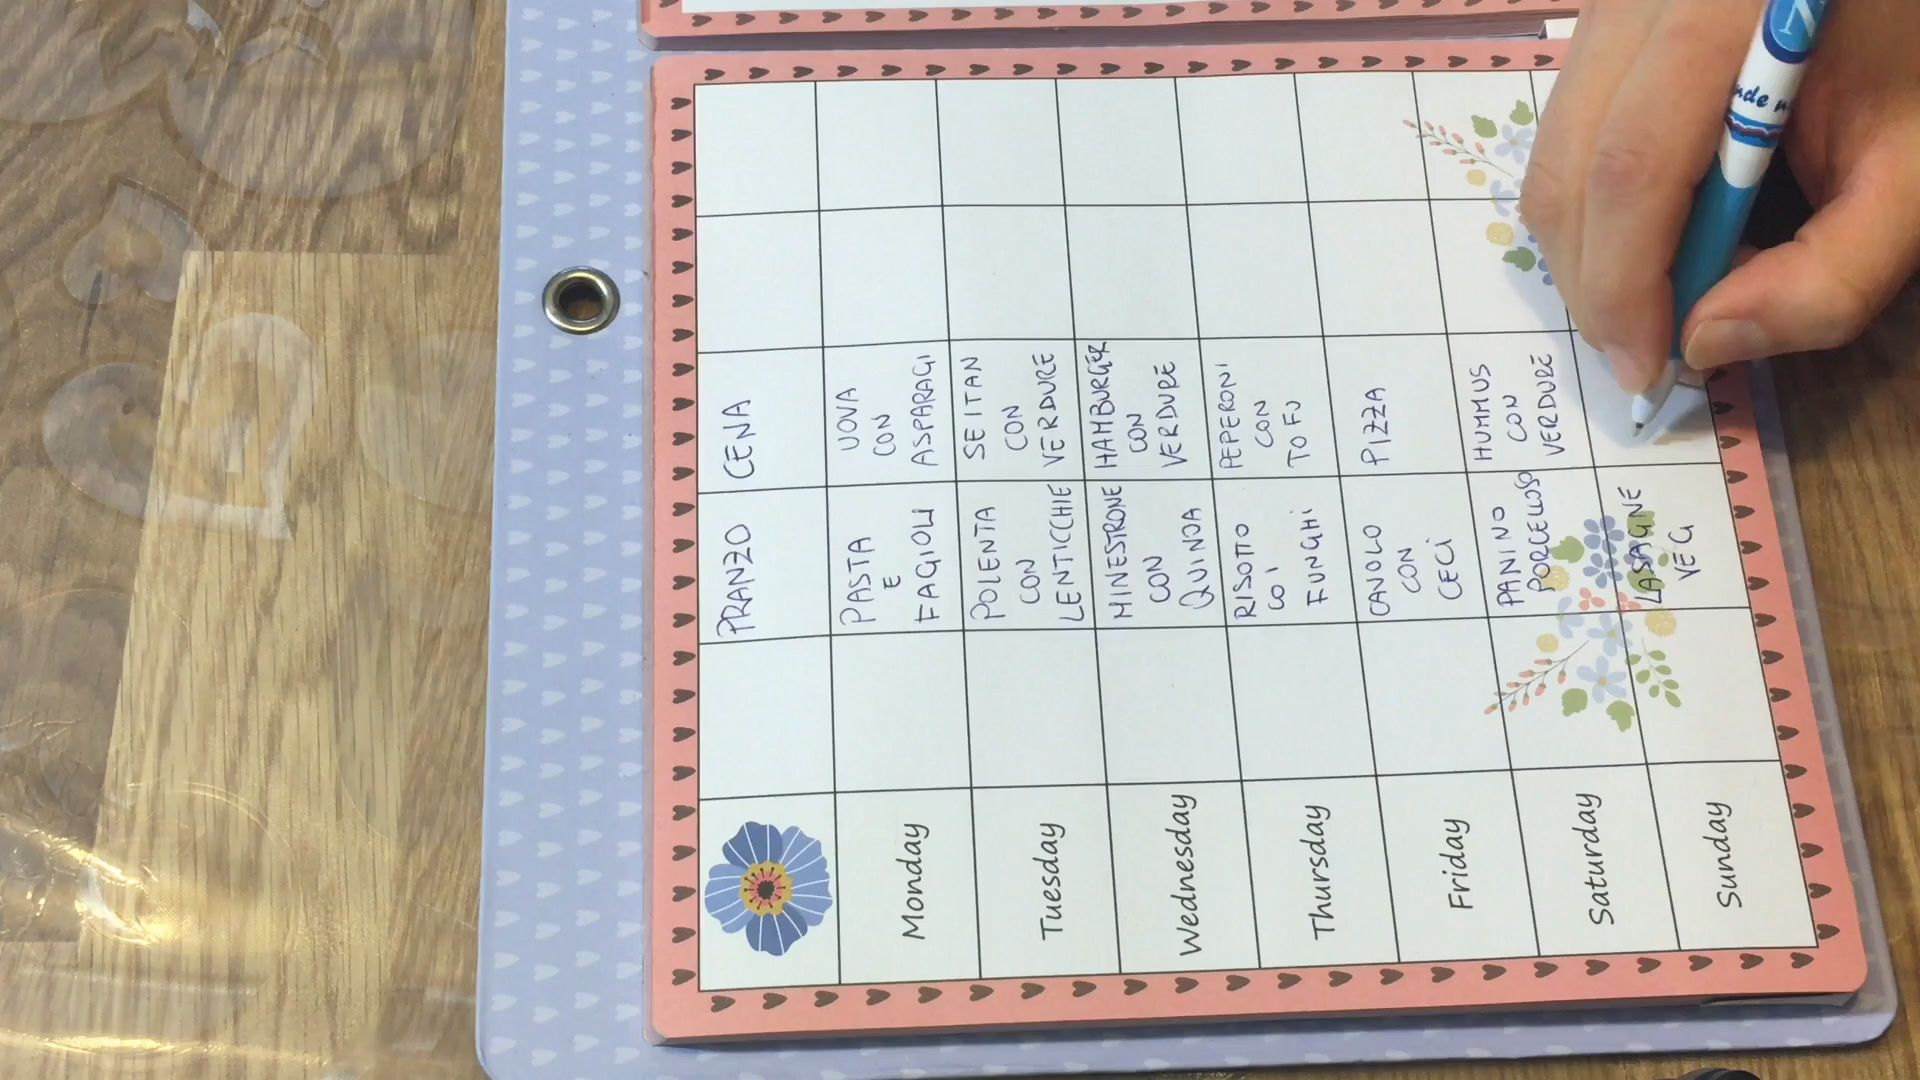 PRANZO
CENA
Monday
PASTA
E
FAGIOLI
UOVA
CON
ASPARAGI
Tuesday
POLENTA
CON
LENTICCHIE
SEITAN
CON
VERDURE
Wednesday
MINESTRONE
CON
QUINOA
HAMBURGER
CON
VERDURE
Thursday
RISOTTO
CO'
FUNGHI
PEPERONI
CON
TOFU
Friday
CAVOLO
CON
CECI
PIZZA
Saturday
PANINO
PORCELLOSO
HUMMUS
CON
VERDURE
Sunday
LASAGNE
VEG